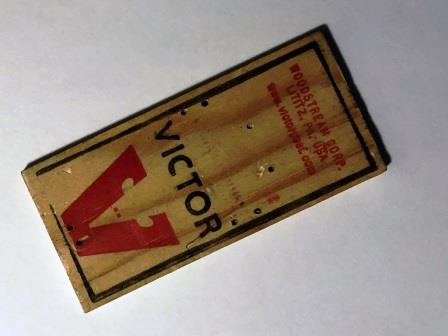 WOODSTREAM CORP.
LITITZ, PA. USA
www.victorpest.com
VICTOR
V